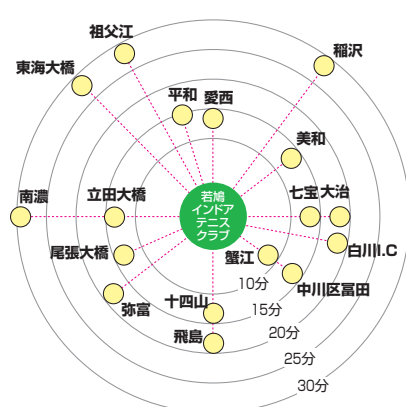 祖父江
稲沢
東海大橋
平和
愛西
美和
南濃
立田大橋
七宝
大治
若鳩
インドア
テニス
クラブ
尾張大橋
白川I.C
蟹江
中川区冨田
弥富
十四山
飛島
10分
15分
20分
25分
30分